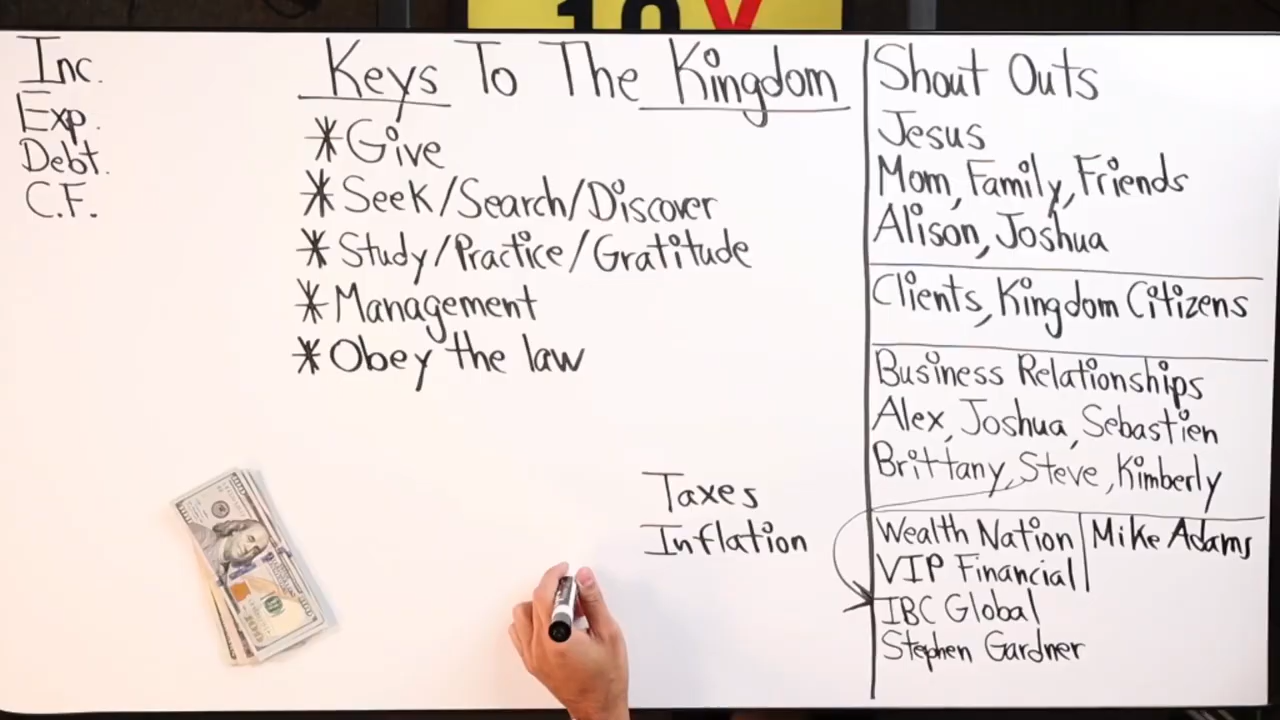 10X
Inc.
Exp.
Debt.
C.F.
Keys To The Kingdom
*Give
*Seek/Search/Discover
*Study/Practice/Gratitude
*Management
*Obey the law
Taxes
Inflation
Shout Outs
Jesus
Mom, Family, Friends
Alison, Joshua
Clients, Kingdom Citizens
Business Relationships
Alex, Joshua, Sebastien
Brittany, Steve, Kimberly
Wealth Nation
VIP Financial
Mike Adams
IBC Global
Stephen Gardner